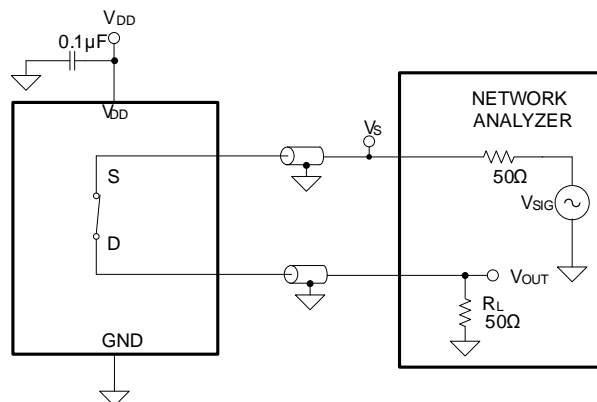 VDD
0.1µF
VDD
NETWORK
ANALYZER
VS
S
50Ω
VSIG
D
VOUT
RL
50Ω
GND